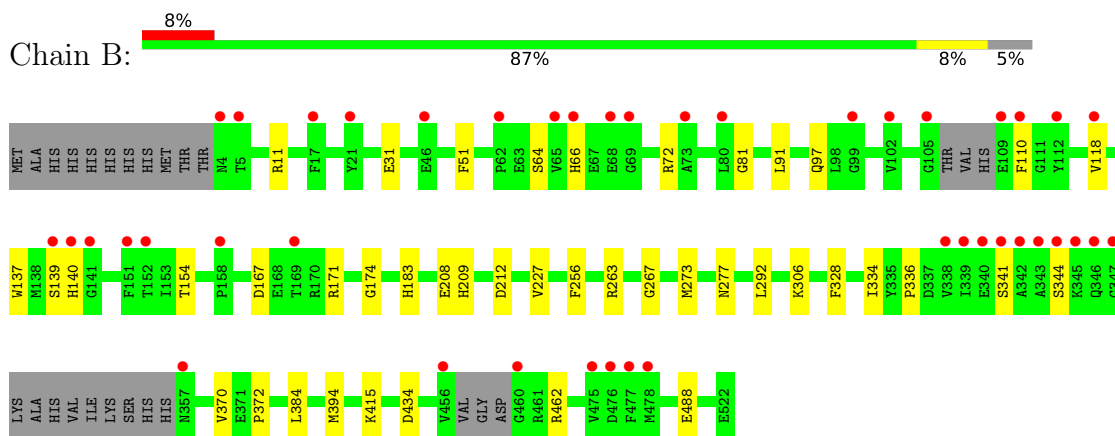 8%
Chain B:
87% 8% 5%
MET ALA HIS HIS HIS HIS HIS HIS MET THR THR N4 T5 R11 F17 Y21 E31 E46 F51 P62 E63 S64 V65 H66 E67 E68 G69 R72 A73 L80 G81 L91 Q97 L98 G99 V102 G105 THR VAL HIS E109 F110 G111 Y112 V118
W137 M138 S139 H140 G141 F151 T152 I153 T154 P158 D167 E168 T169 R170 R171 G174 H183 E208 H209 D212 V227 F256 R263 G267 M273 N277 L292 K306 F328 I334 Y335 P336 D337 V338 I339 E340 S341 A342 A343 S344 K345 Q346
LYS ALA HIS VAL ILE LYS SER HIS HIS N357 V370 E371 P372 L384 M394 K415 D434 V456 VAL GLY ASP G460 R461 R462 V475 D476 F477 M478 E488 E522